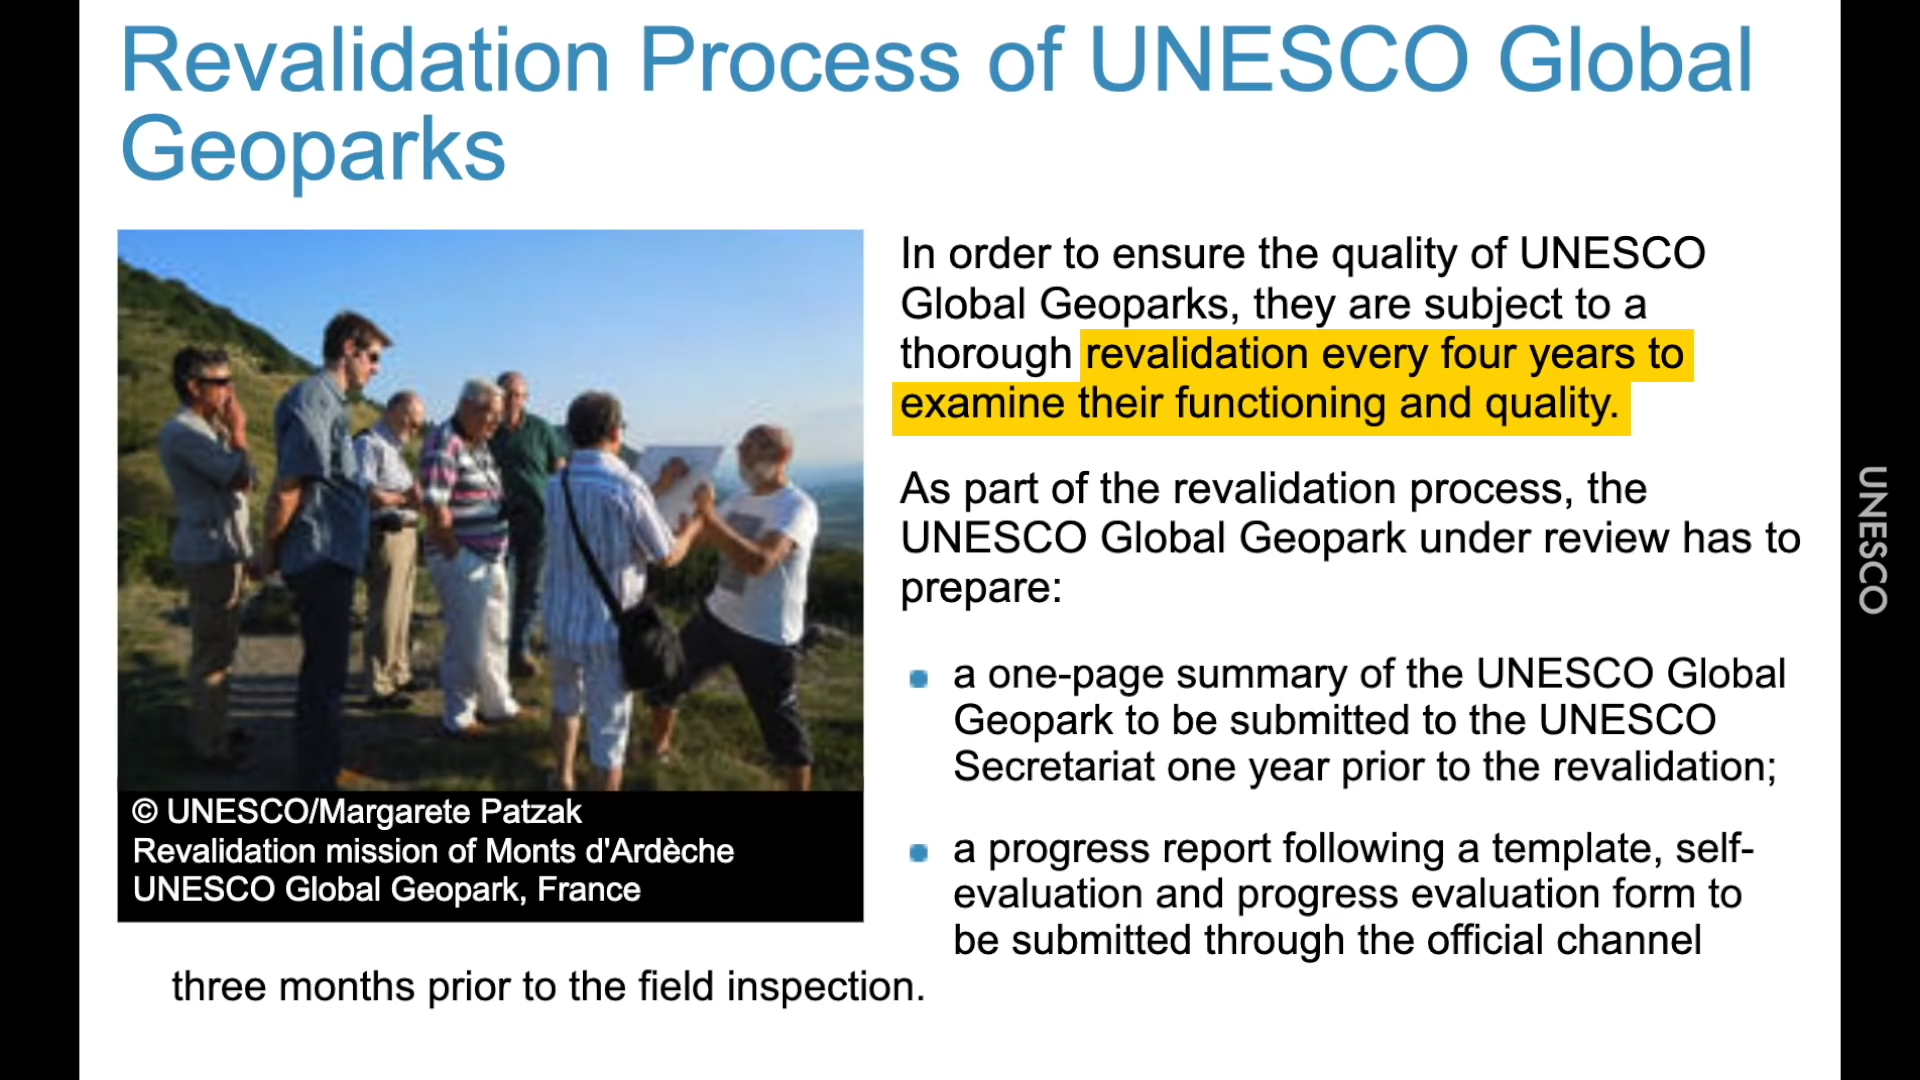 Revalidation Process of UNESCO Global
Geoparks
In order to ensure the quality of UNESCO
Global Geoparks, they are subject to a
thorough revalidation every four years to
examine their functioning and quality.
As part of the revalidation process, the
UNESCO Global Geopark under review has to
prepare:
a one-page summary of the UNESCO Global
Geopark to be submitted to the UNESCO
Secretariat one year prior to the revalidation;
a progress report following a template, self-
evaluation and progress evaluation form to
be submitted through the official channel
three months prior to the field inspection.
© UNESCO/Margarete Patzak
Revalidation mission of Monts d'Ardèche
UNESCO Global Geopark, France
UNESCO